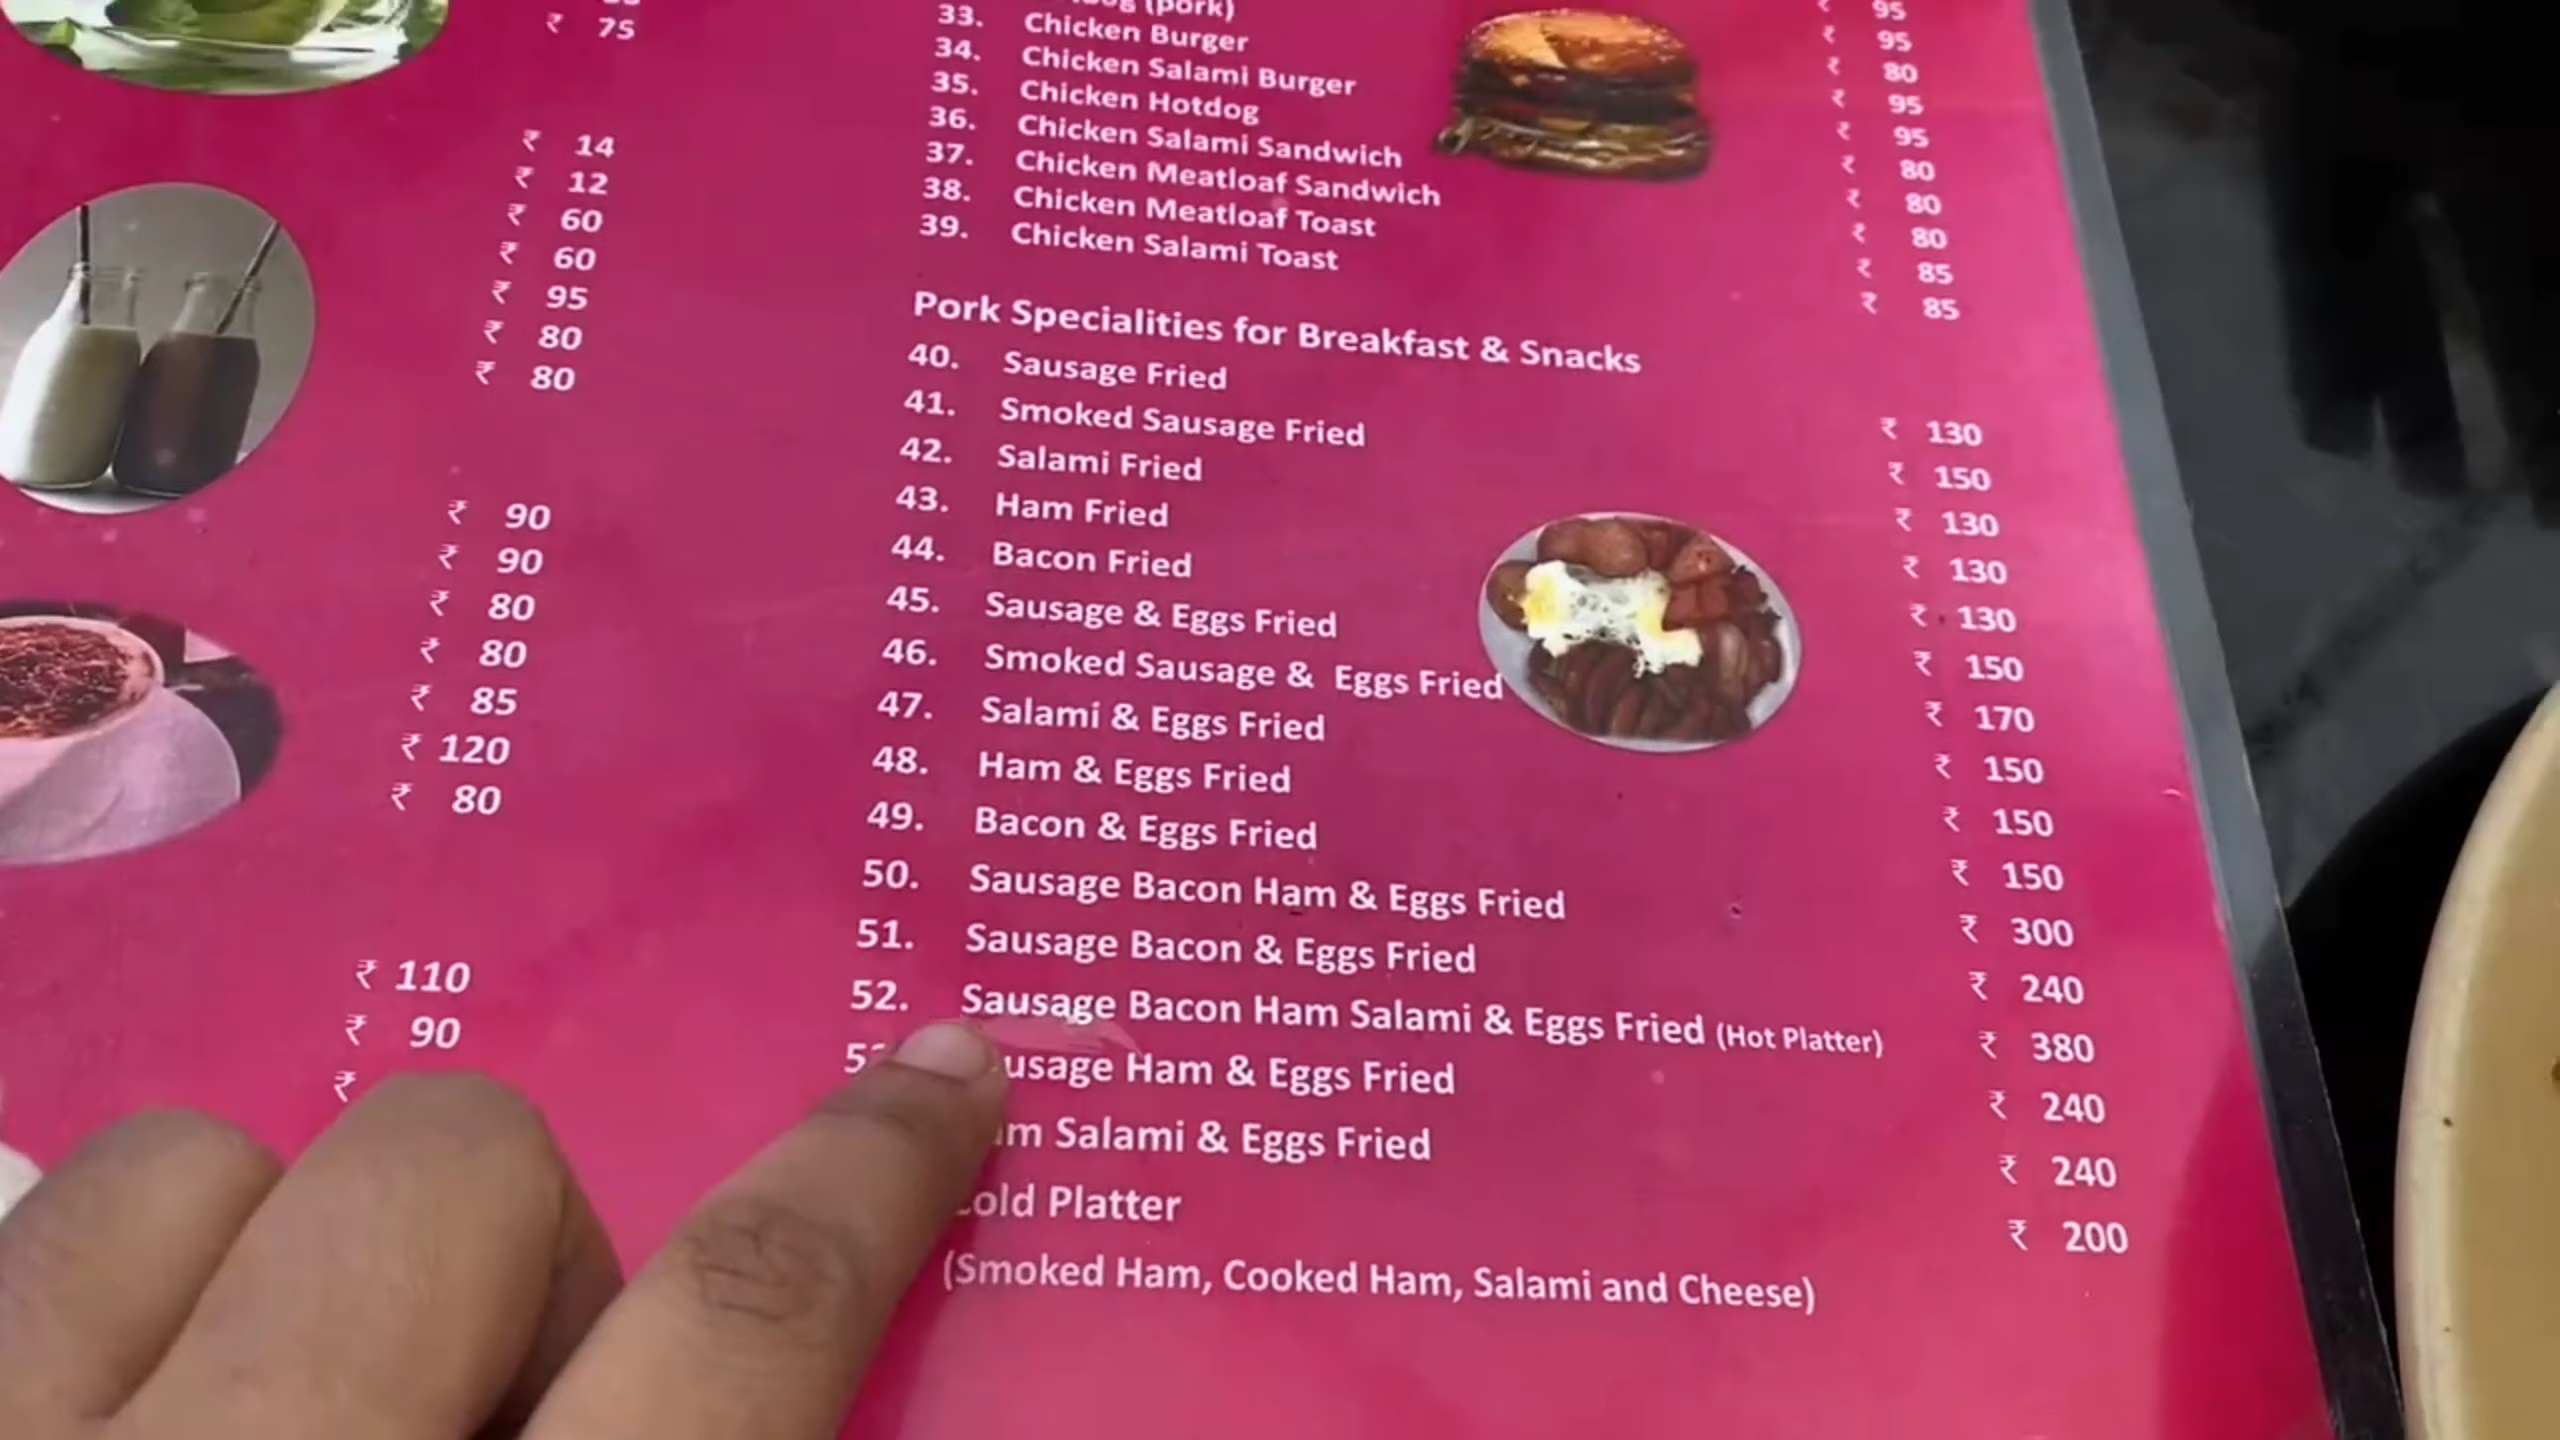 ₹ 75
₹ 14
₹ 12
₹ 60
₹ 60
₹ 95
₹ 80
₹ 80
₹ 90
₹ 90
₹ 80
₹ 80
₹ 85
₹ 120
₹ 80
₹ 110
₹ 90
₹
(pork)
33. Chicken Burger
34. Chicken Salami Burger
35. Chicken Hotdog
36. Chicken Salami Sandwich
37. Chicken Meatloaf Sandwich
38. Chicken Meatloaf Toast
39. Chicken Salami Toast
₹ 95
₹ 95
₹ 80
₹ 95
₹ 95
₹ 80
₹ 80
₹ 80
₹ 85
₹ 85
Pork Specialities for Breakfast & Snacks
40. Sausage Fried ₹ 130
41. Smoked Sausage Fried ₹ 150
42. Salami Fried ₹ 130
43. Ham Fried ₹ 130
44. Bacon Fried ₹ 130
45. Sausage & Eggs Fried ₹ 150
46. Smoked Sausage & Eggs Fried ₹ 170
47. Salami & Eggs Fried ₹ 150
48. Ham & Eggs Fried ₹ 150
49. Bacon & Eggs Fried ₹ 150
50. Sausage Bacon Ham & Eggs Fried ₹ 300
51. Sausage Bacon & Eggs Fried ₹ 240
52. Sausage Bacon Ham Salami & Eggs Fried (Hot Platter) ₹ 380
usage Ham & Eggs Fried ₹ 240
m Salami & Eggs Fried ₹ 240
old Platter ₹ 200
(Smoked Ham, Cooked Ham, Salami and Cheese)